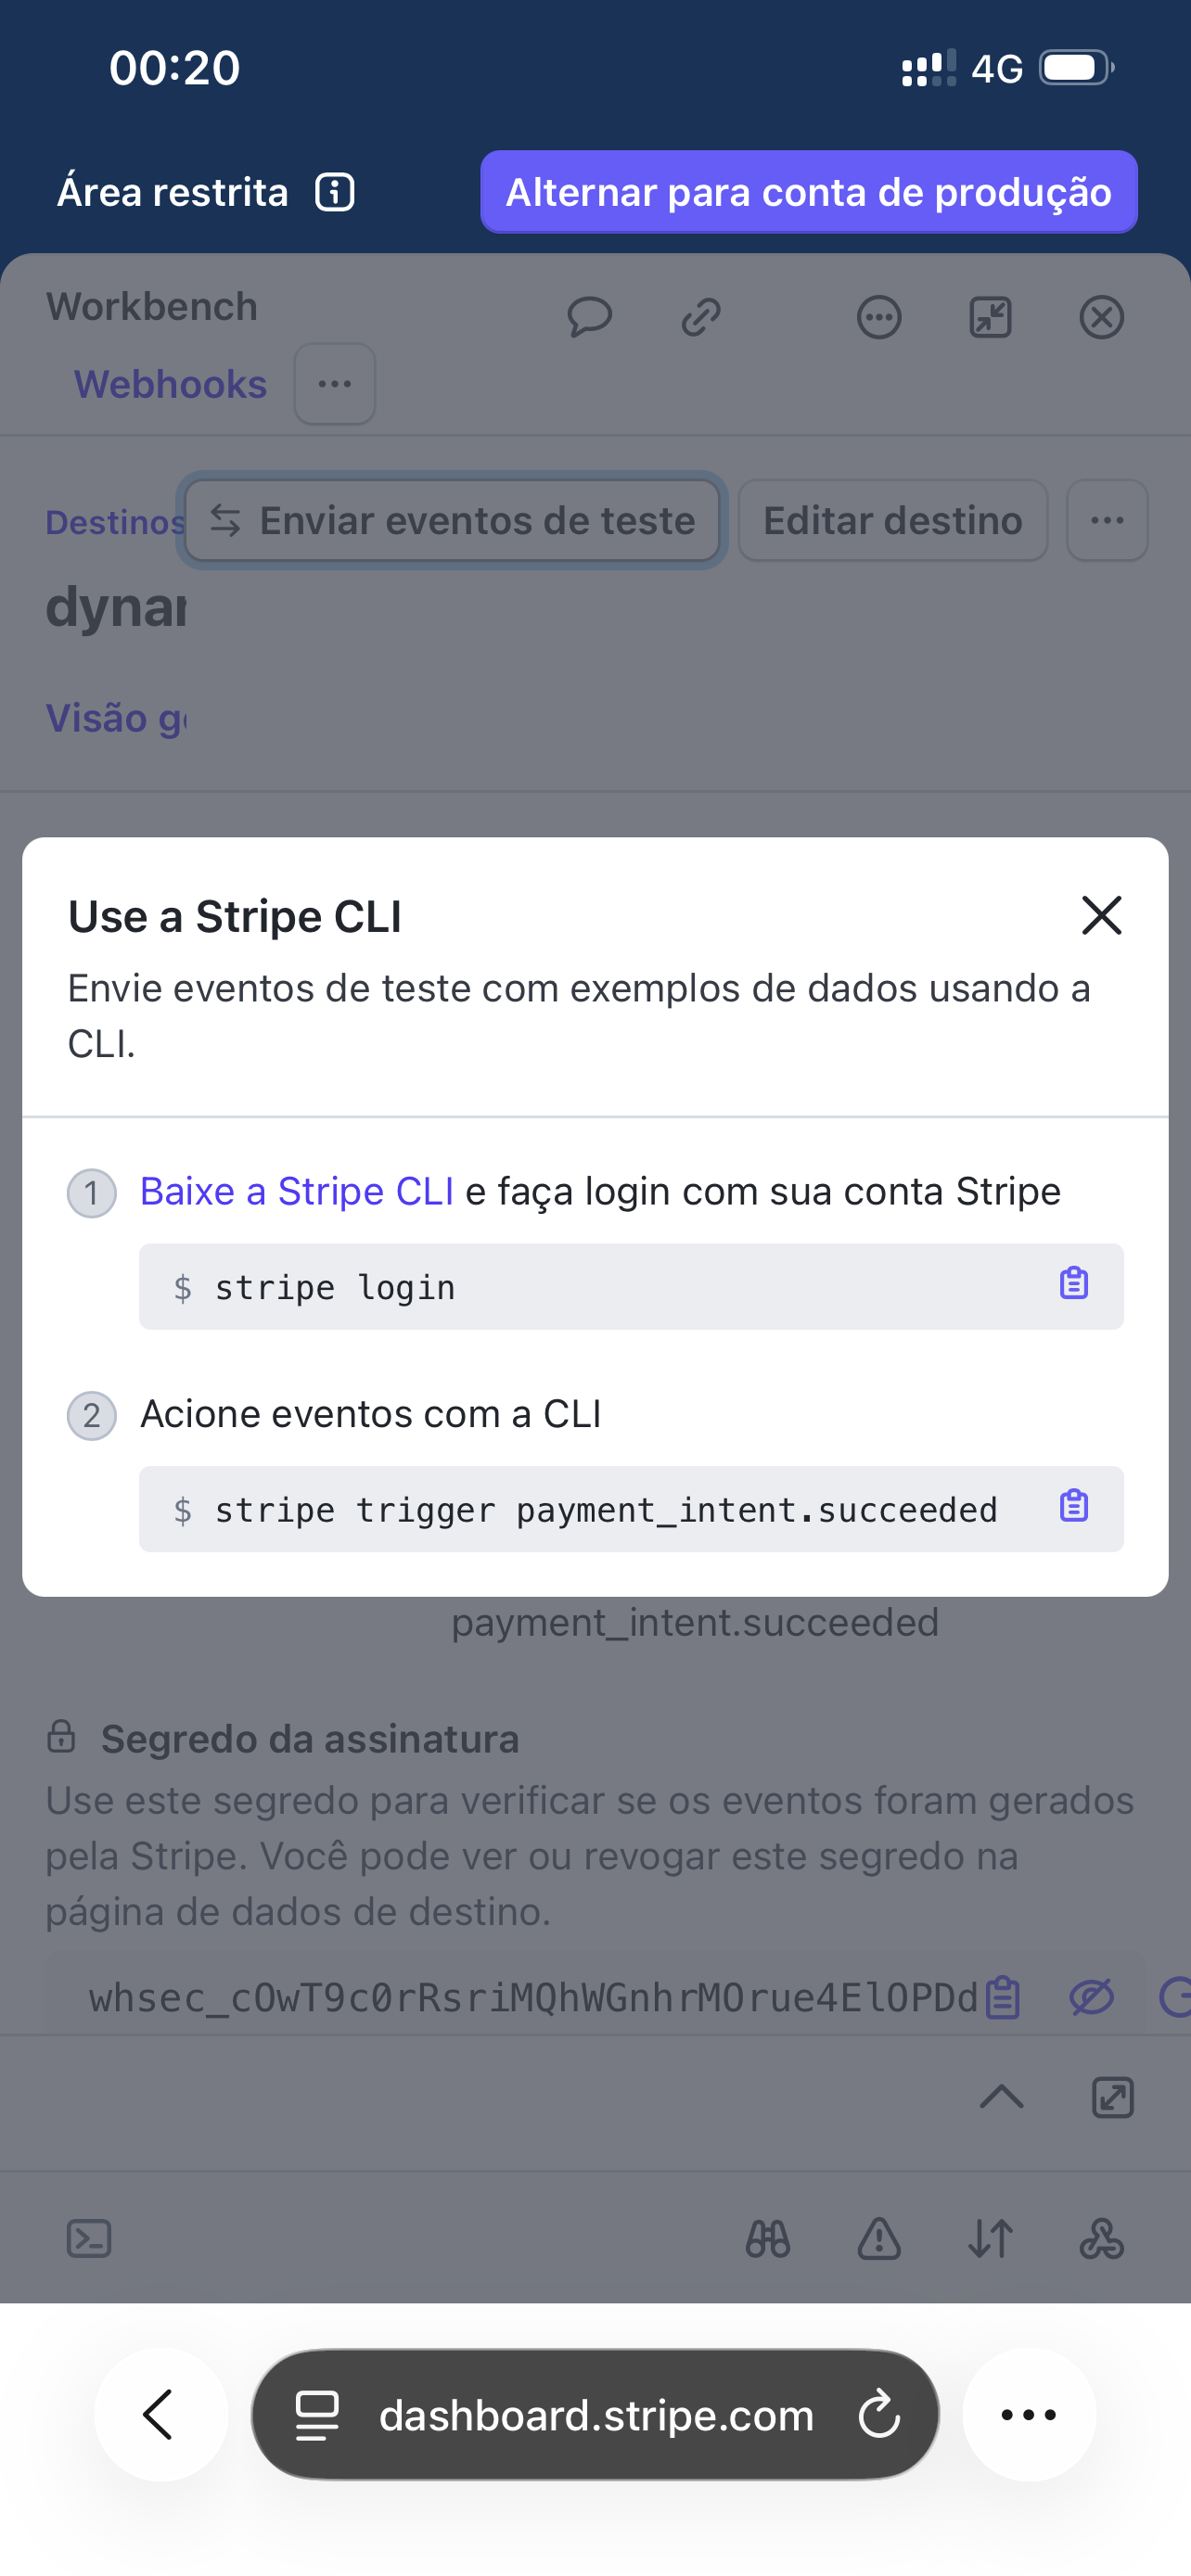 00:20
4G
Área restrita
Alternar para conta de produção
Workbench
Webhooks
Destinos
Enviar eventos de teste
Editar destino
dynar
Visão g
Use a Stripe CLI
Envie eventos de teste com exemplos de dados usando a
CLI.
1 Baixe a Stripe CLI e faça login com sua conta Stripe
$ stripe login
2 Acione eventos com a CLI
$ stripe trigger payment_intent.succeeded
payment_intent.succeeded
Segredo da assinatura
Use este segredo para verificar se os eventos foram gerados
pela Stripe. Você pode ver ou revogar este segredo na
página de dados de destino.
whsec_cOwT9c0rRsriMQhWGnhrMOrue4ElOPDd
dashboard.stripe.com